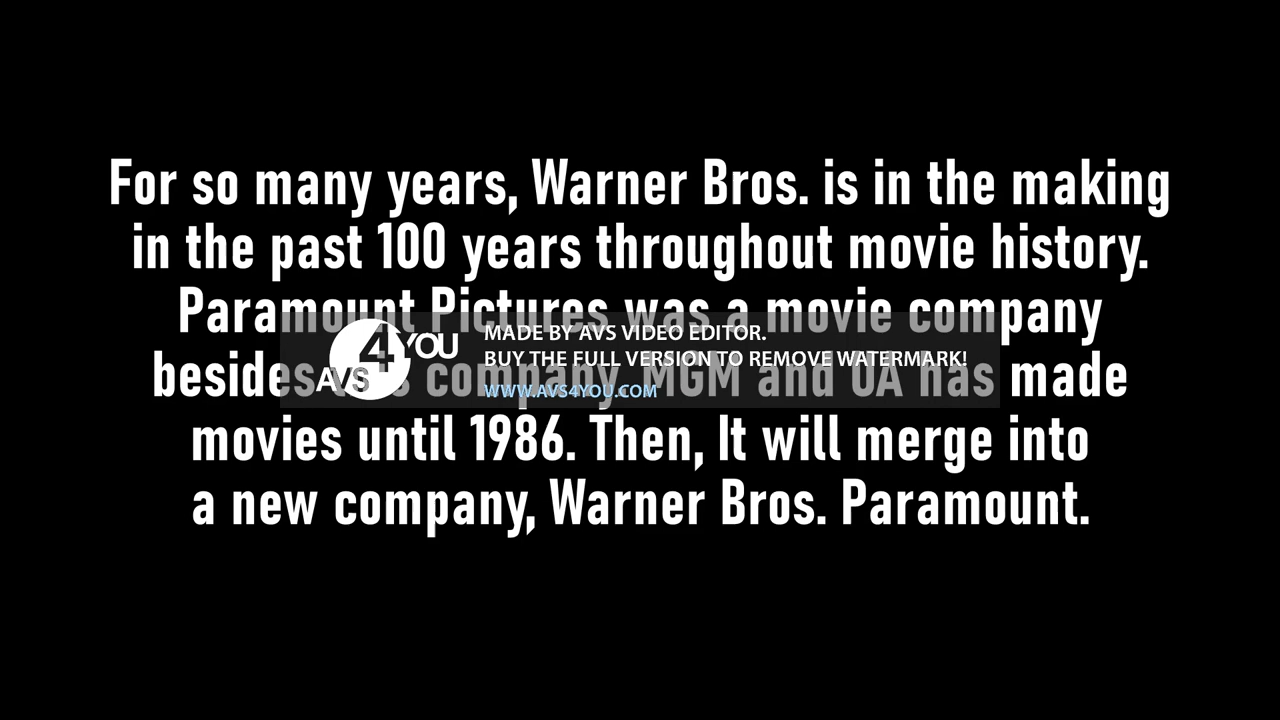 For so many years, Warner Bros. is in the making
in the past 100 years throughout movie history.
Paramount Pictures was a movie company
besides company. MGM and UA has made
movies until 1986. Then, It will merge into
a new company, Warner Bros. Paramount.
AVS4YOU
MADE BY AVS VIDEO EDITOR.
BUY THE FULL VERSION TO REMOVE WATERMARK!
WWW.AVS4YOU.COM